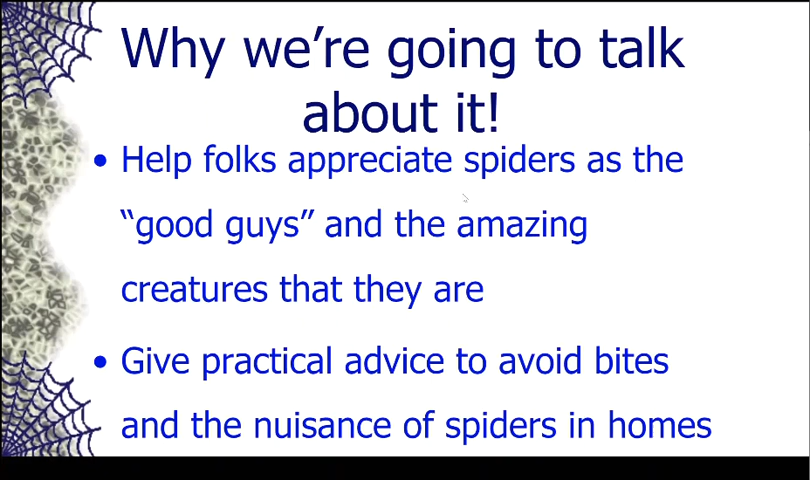 Why we’re going to talk
about it!
• Help folks appreciate spiders as the
“good guys” and the amazing
creatures that they are
• Give practical advice to avoid bites
and the nuisance of spiders in homes